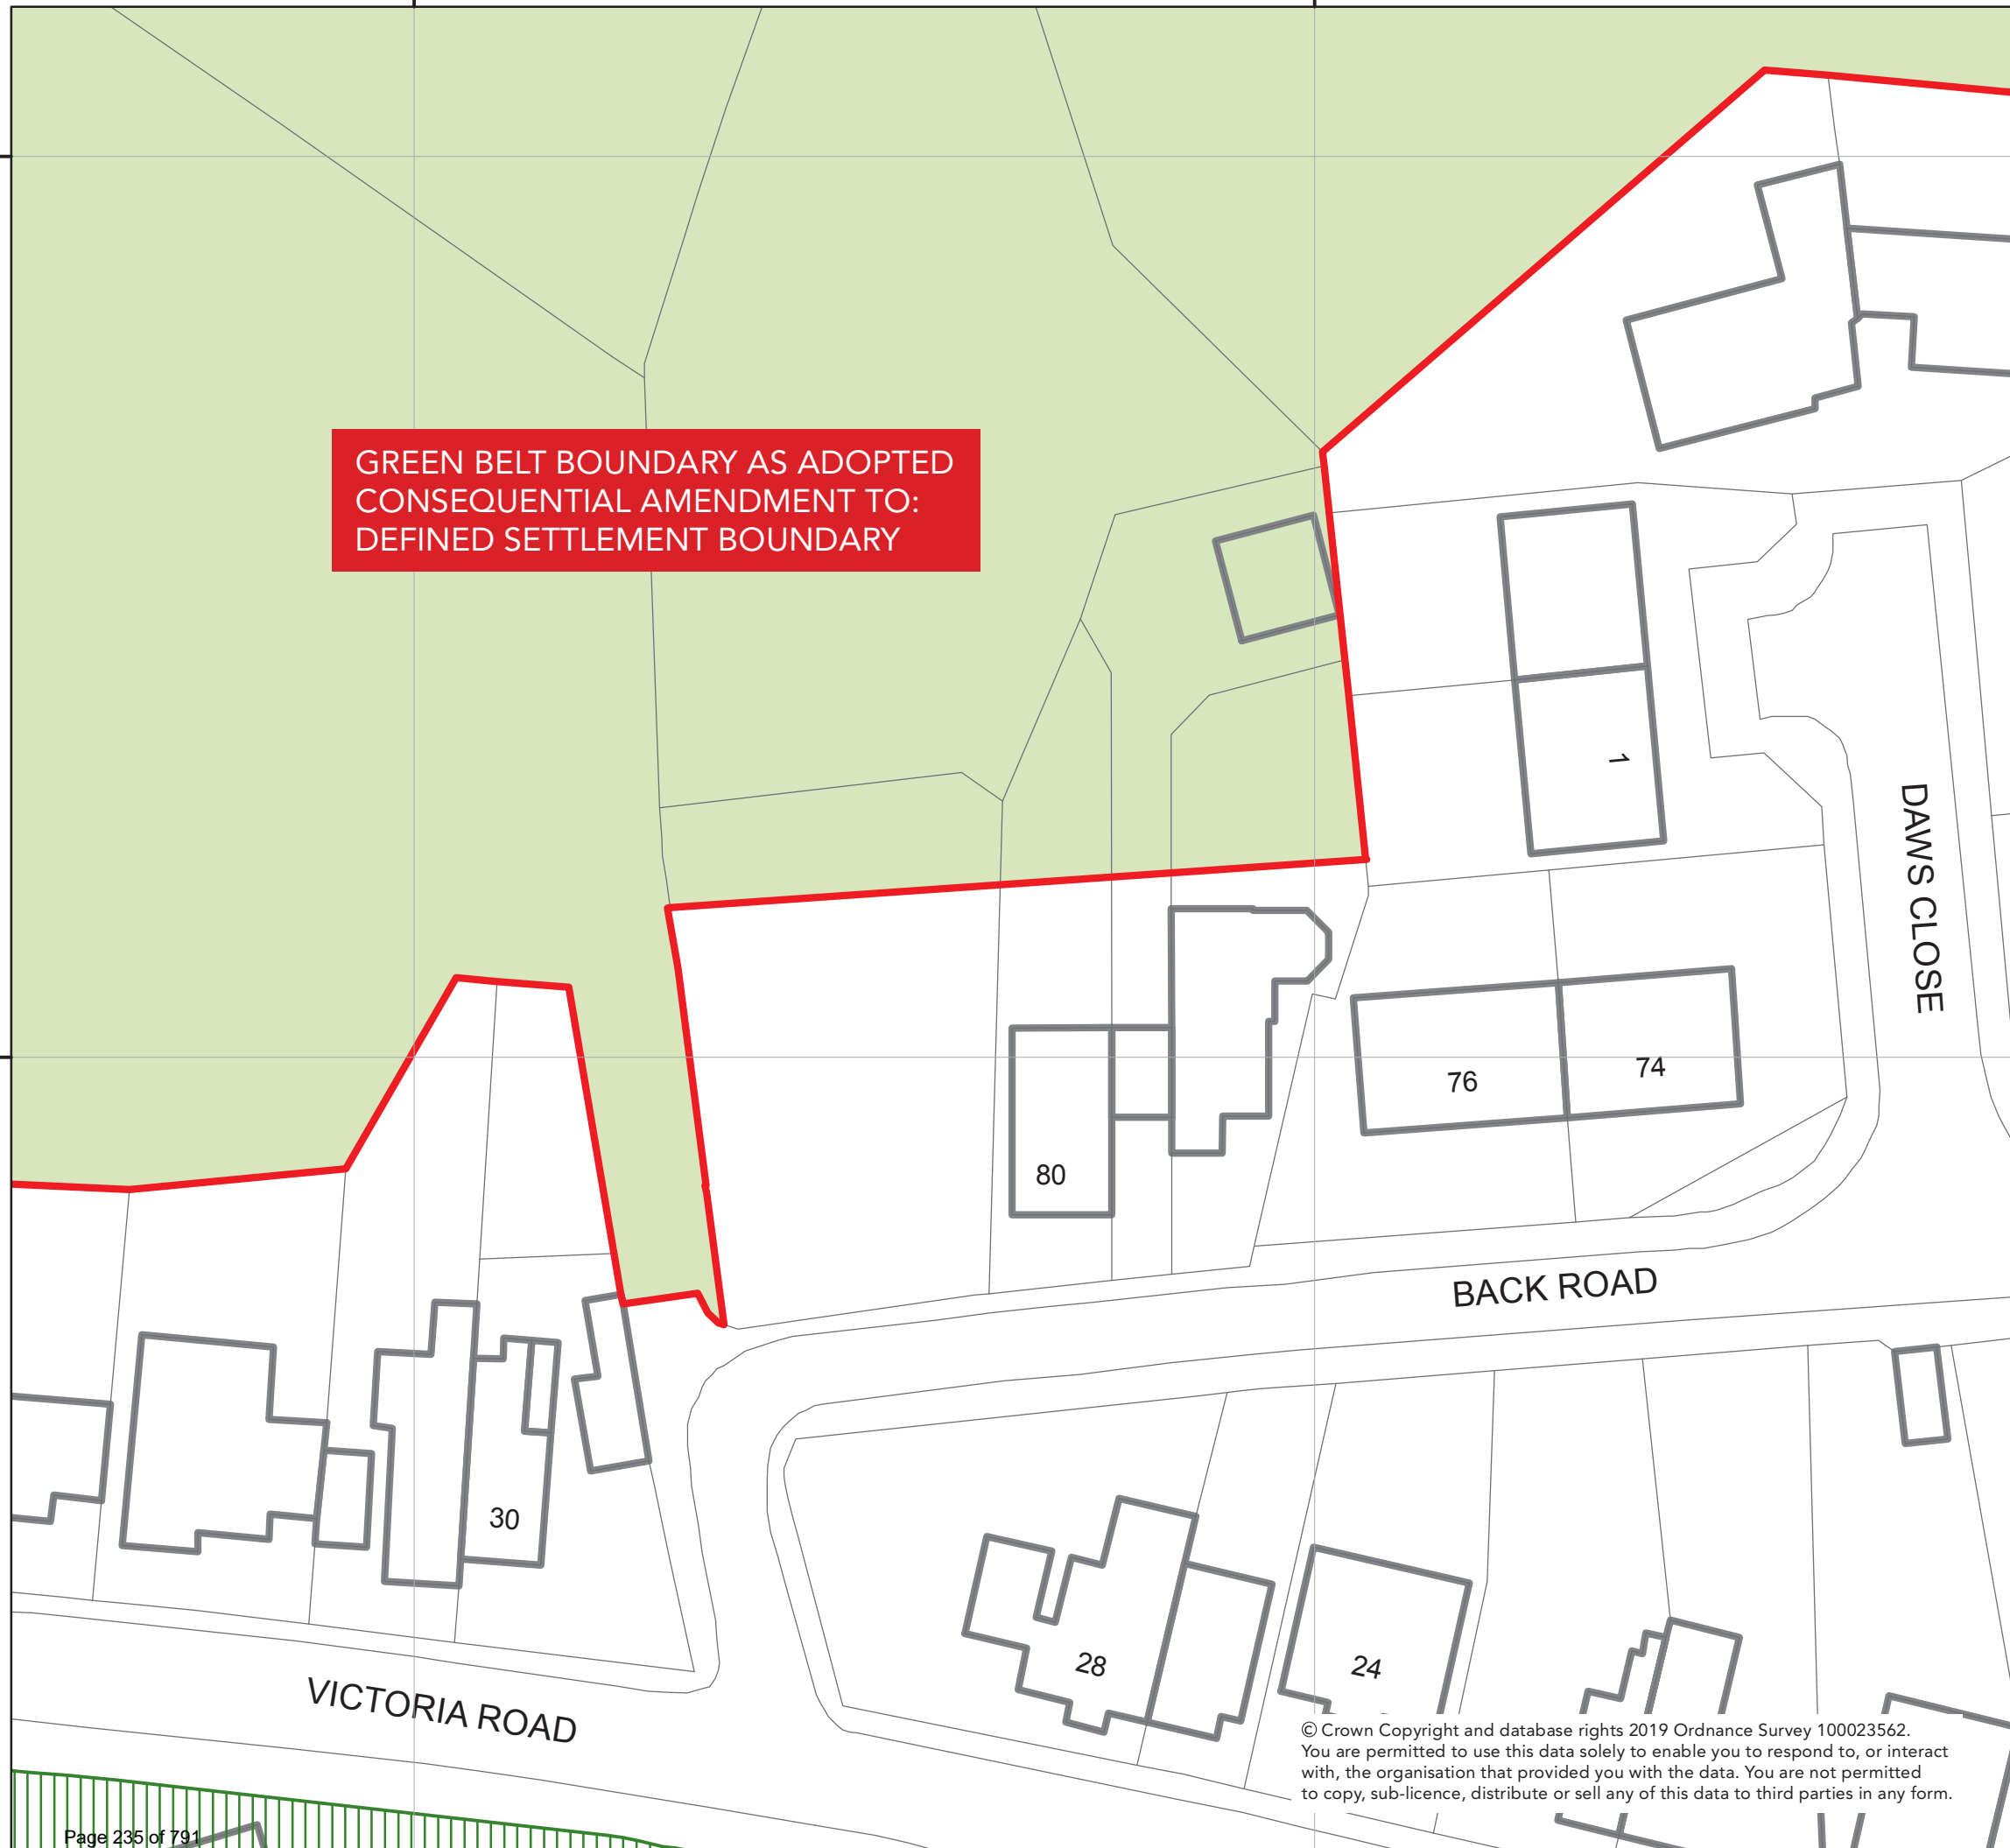 GREEN BELT BOUNDARY AS ADOPTED
CONSEQUENTIAL AMENDMENT TO:
DEFINED SETTLEMENT BOUNDARY
1
DAWS CLOSE
76
74
80
BACK ROAD
30
28
24
VICTORIA ROAD
© Crown Copyright and database rights 2019 Ordnance Survey 100023562.
You are permitted to use this data solely to enable you to respond to, or interact
with, the organisation that provided you with the data. You are not permitted
to copy, sub-licence, distribute or sell any of this data to third parties in any form.
Page 235 of 791